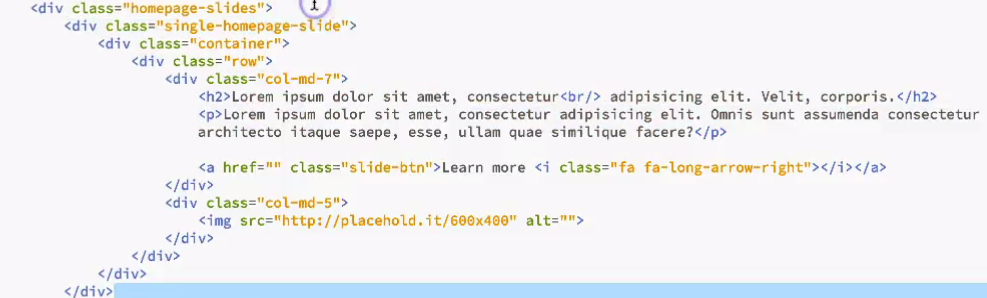 <div class="homepage-slides">
<div class="single-homepage-slide">
<div class="container">
<div class="row">
<div class="col-md-7">
<h2>Lorem ipsum dolor sit amet, consectetur<br/> adipisicing elit. Velit, corporis.</h2>
<p>Lorem ipsum dolor sit amet, consectetur adipisicing elit. Omnis sunt assumenda consectetur
architecto itaque saepe, esse, ullam quae similique facere?</p>
<a href="" class="slide-btn">Learn more <i class="fa fa-long-arrow-right"></i></a>
</div>
<div class="col-md-5">
<img src="http://placehold.it/600x400" alt="">
</div>
</div>
</div>
</div>